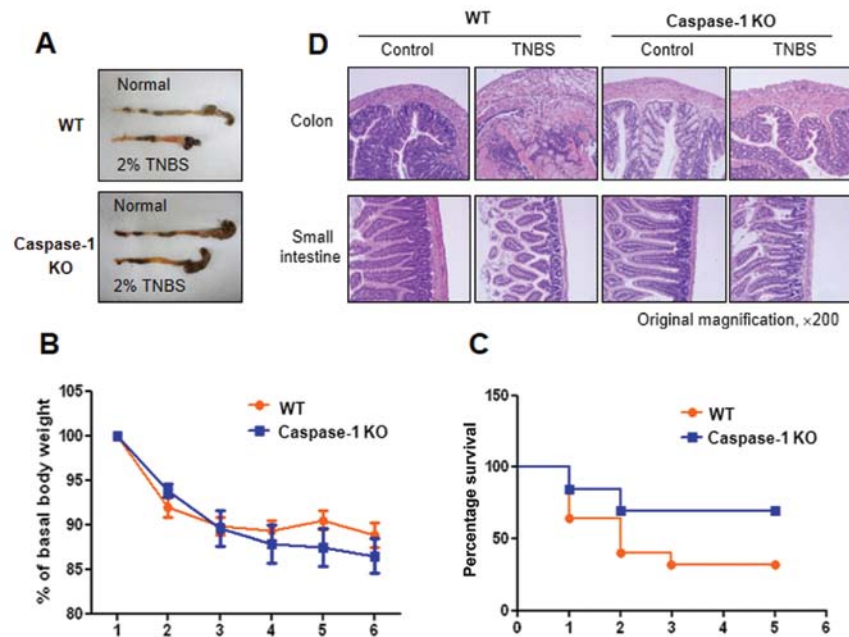 A
Normal
WT
2% TNBS
Normal
Caspase-1 KO
2% TNBS
D
WT Caspase-1 KO
Control TNBS Control TNBS
Colon
Small intestine
Original magnification, ×200
B
105
100
95
90
85
80
% of basal body weight
WT
Caspase-1 KO
1 2 3 4 5 6
C
150
100
50
0
Percentage survival
WT
Caspase-1 KO
0 1 2 3 4 5 6